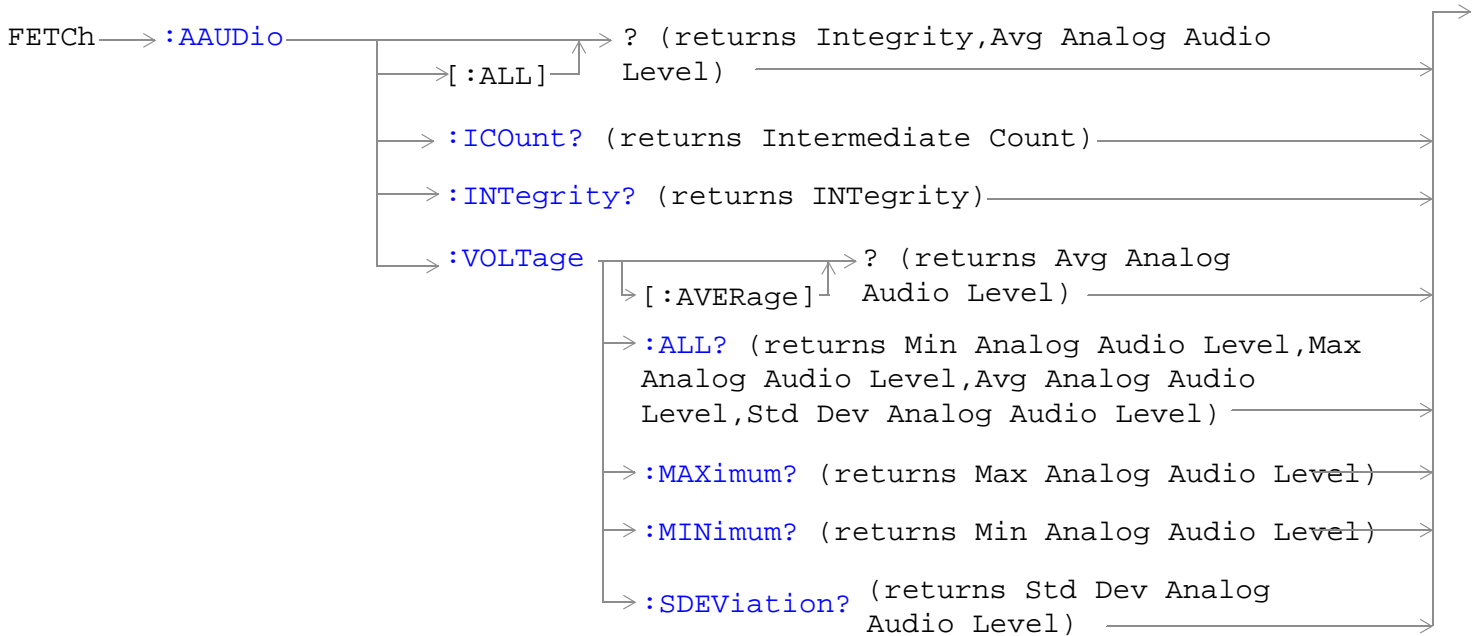 FETCh :AAUDio ? (returns Integrity,Avg Analog Audio
[:ALL] Level)
:ICOunt? (returns Intermediate Count)
:INTegrity? (returns INTegrity)
:VOLTage ? (returns Avg Analog
[:AVERage] Audio Level)
:ALL? (returns Min Analog Audio Level,Max
Analog Audio Level,Avg Analog Audio
Level,Std Dev Analog Audio Level)
:MAXimum? (returns Max Analog Audio Level)
:MINimum? (returns Min Analog Audio Level)
:SDEViation? (returns Std Dev Analog
Audio Level)